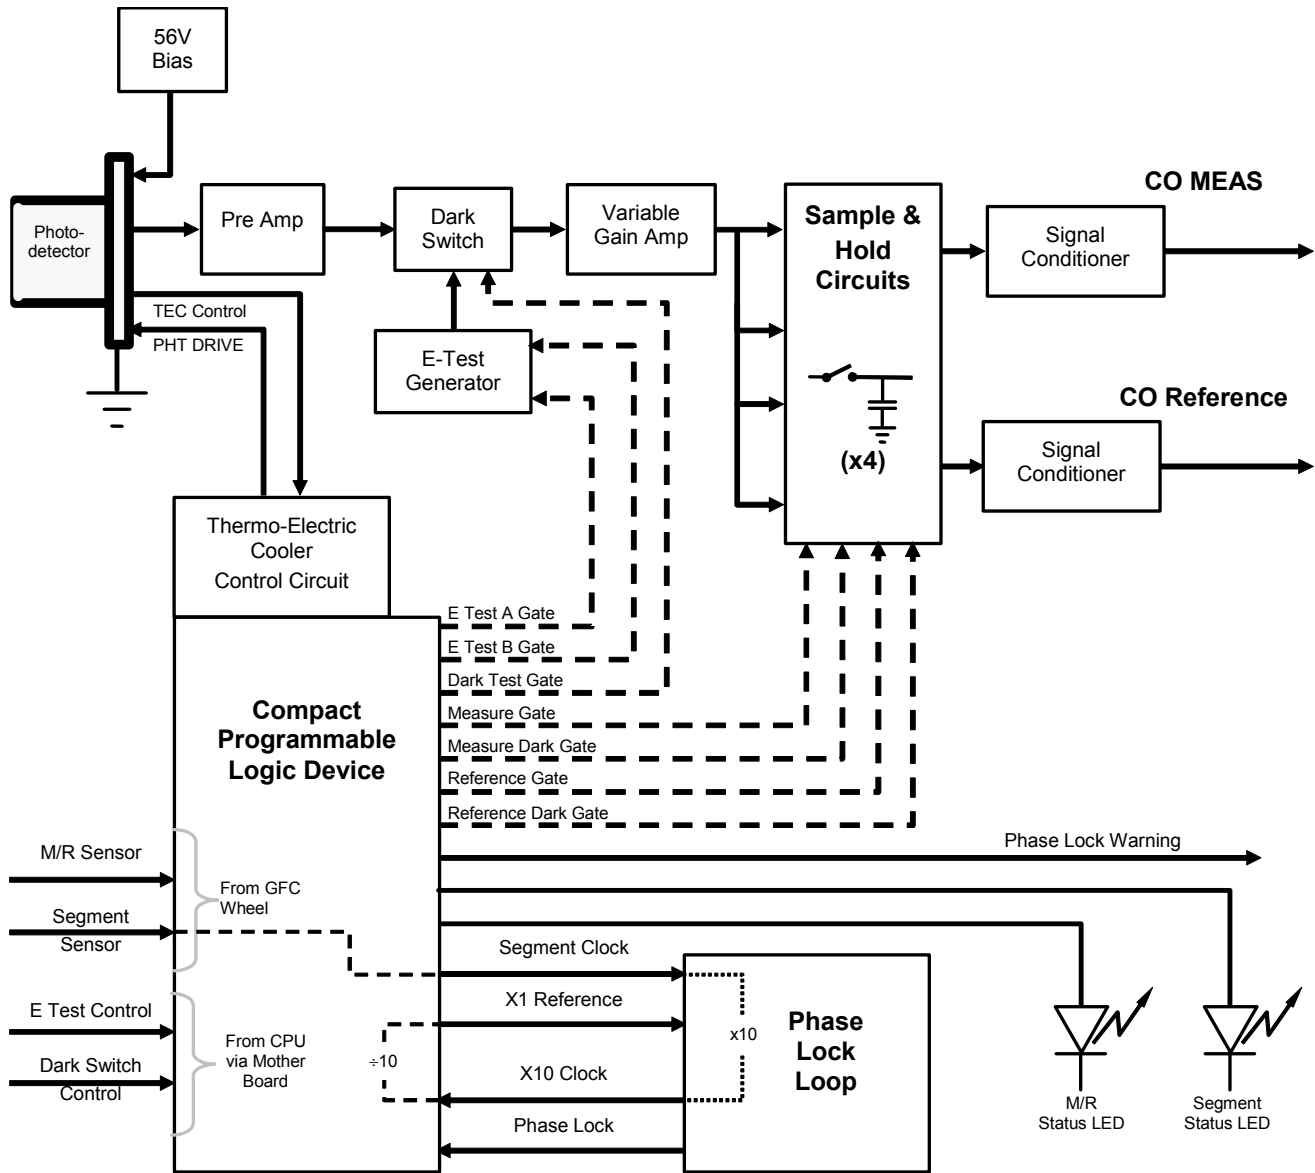 56V
Bias
CO MEAS
Photo-
detector
Pre Amp
Dark
Switch
Variable
Gain Amp
Sample &
Hold
Circuits
(x4)
Signal
Conditioner
TEC Control
PHT DRIVE
E-Test
Generator
CO Reference
Signal
Conditioner
Thermo-Electric
Cooler
Control Circuit
E Test A Gate
E Test B Gate
Dark Test Gate
Measure Gate
Measure Dark Gate
Reference Gate
Reference Dark Gate
Compact
Programmable
Logic Device
Phase Lock Warning
M/R Sensor
Segment
Sensor
From GFC
Wheel
E Test Control
Dark Switch
Control
From CPU
via Mother
Board
÷10
Segment Clock
X1 Reference
X10 Clock
Phase Lock
x10
Phase
Lock
Loop
M/R
Status LED
Segment
Status LED